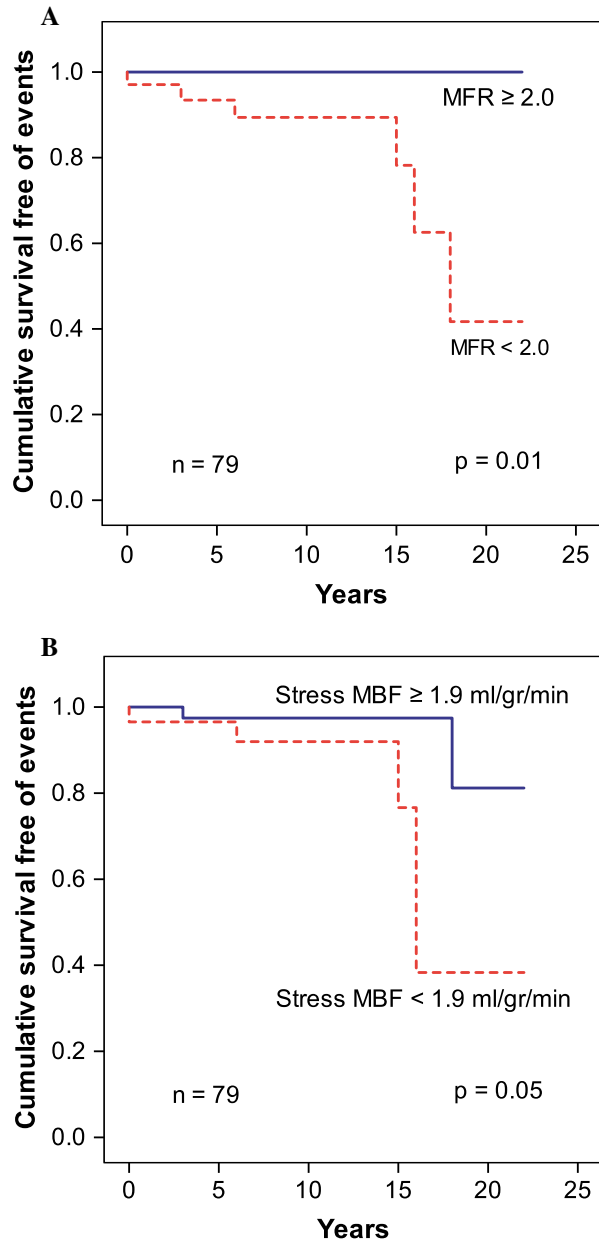 A
Cumulative survival free of events
1.0
0.8
0.6
0.4
0.2
0.0
MFR ≥ 2.0
MFR < 2.0
n = 79
p = 0.01
0 5 10 15 20 25
Years
B
Cumulative survival free of events
1.0
0.8
0.6
0.4
0.2
0.0
Stress MBF ≥ 1.9 ml/gr/min
Stress MBF < 1.9 ml/gr/min
n = 79
p = 0.05
0 5 10 15 20 25
Years